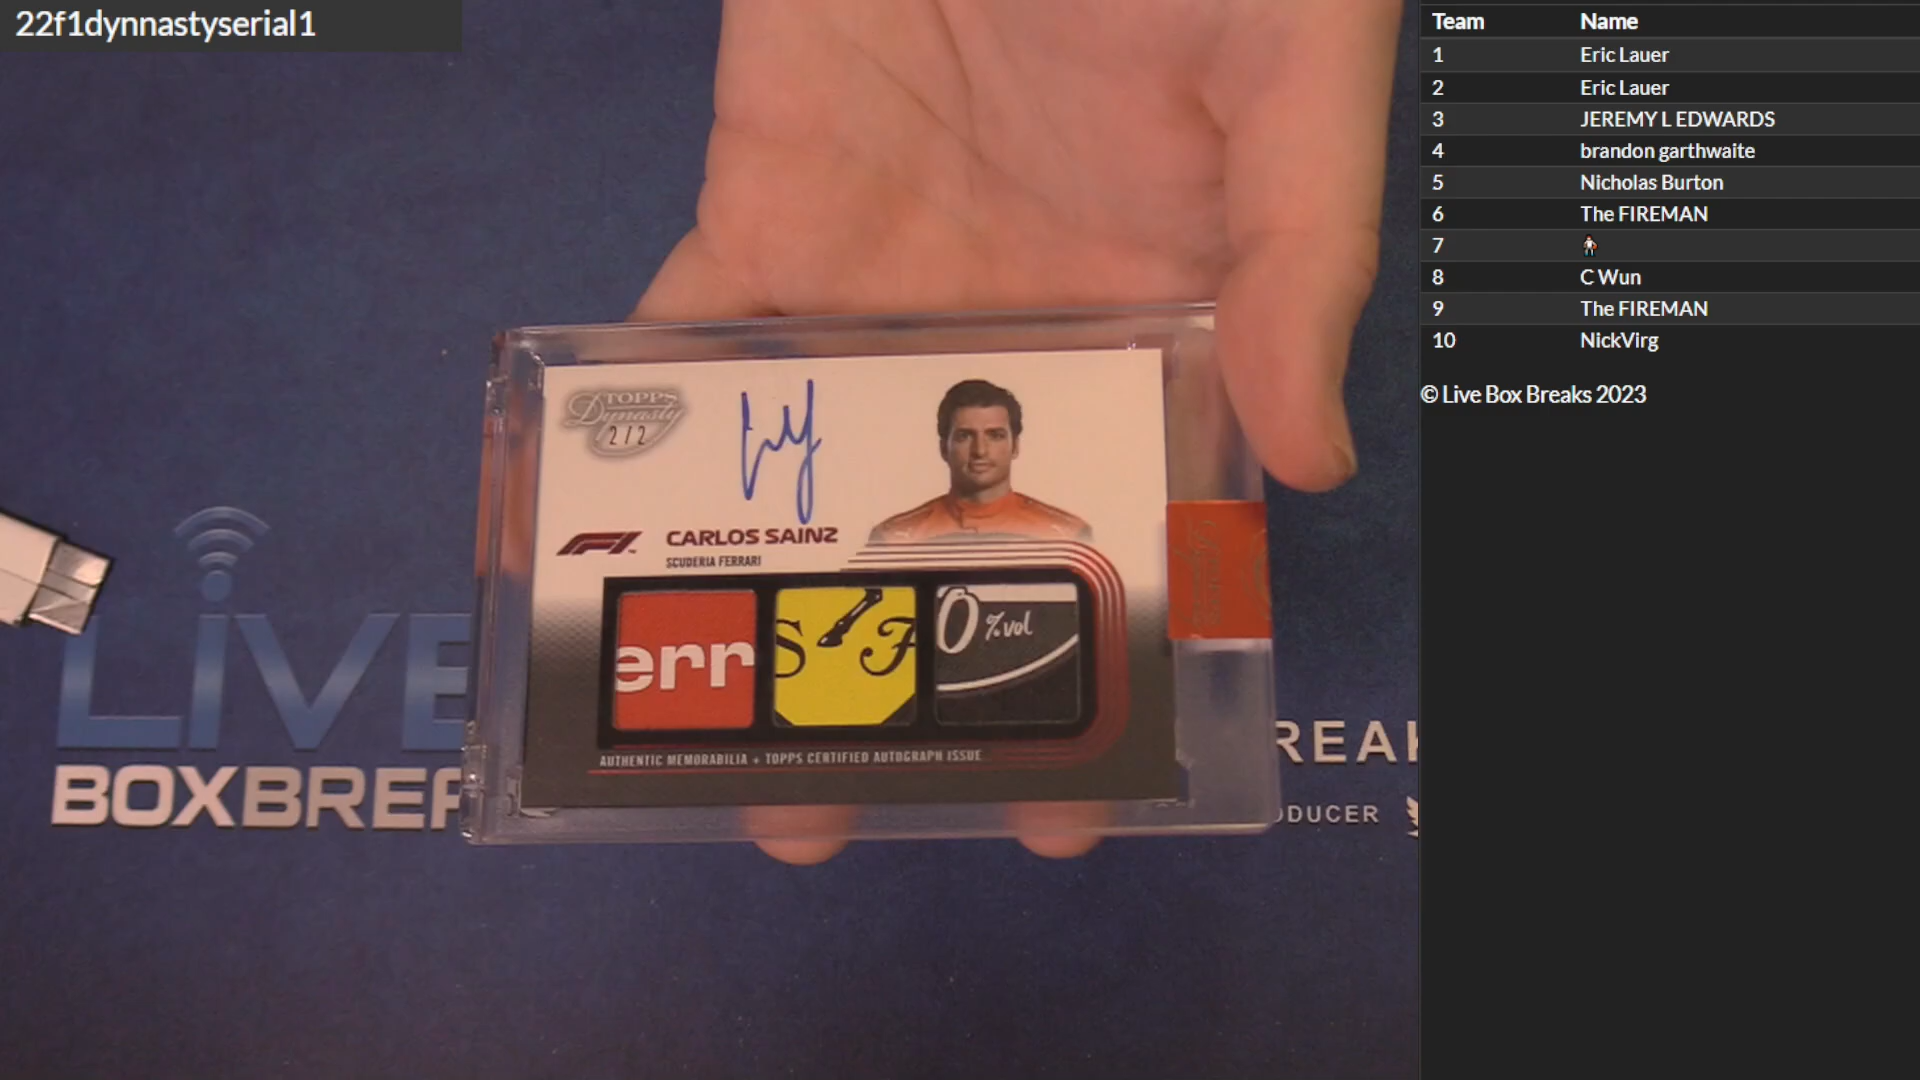 22f1dynnastyserial1
Team Name
1 Eric Lauer
2 Eric Lauer
3 JEREMY L EDWARDS
4 brandon garthwaite
5 Nicholas Burton
6 The FIREMAN
7
8 C Wun
9 The FIREMAN
10 NickVirg
© Live Box Breaks 2023
TOPPS
Dynasty
2/2
F1
CARLOS SAINZ
SCUDERIA FERRARI
err
S F
0 %vol
AUTHENTIC MEMORABILIA + TOPPS CERTIFIED AUTOGRAPH ISSUE
LiVE
BOXBREA
REAK
ODUCER